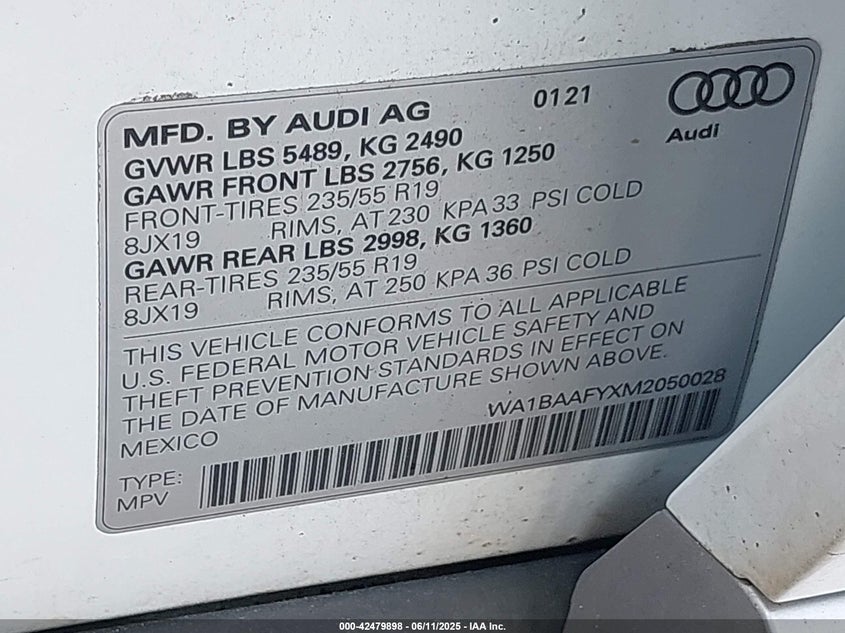 MFD. BY AUDI AG 0121
Audi
GVWR LBS 5489, KG 2490
GAWR FRONT LBS 2756, KG 1250
FRONT-TIRES 235/55 R19
8JX19 RIMS, AT 230 KPA 33 PSI COLD
GAWR REAR LBS 2998, KG 1360
REAR-TIRES 235/55 R19
8JX19 RIMS, AT 250 KPA 36 PSI COLD
THIS VEHICLE CONFORMS TO ALL APPLICABLE
U.S. FEDERAL MOTOR VEHICLE SAFETY AND
THEFT PREVENTION STANDARDS IN EFFECT ON
THE DATE OF MANUFACTURE SHOWN ABOVE.
MEXICO WA1BAAFYXM2050028
TYPE:
MPV
000-42479898 - 06/11/2025 - IAA Inc.